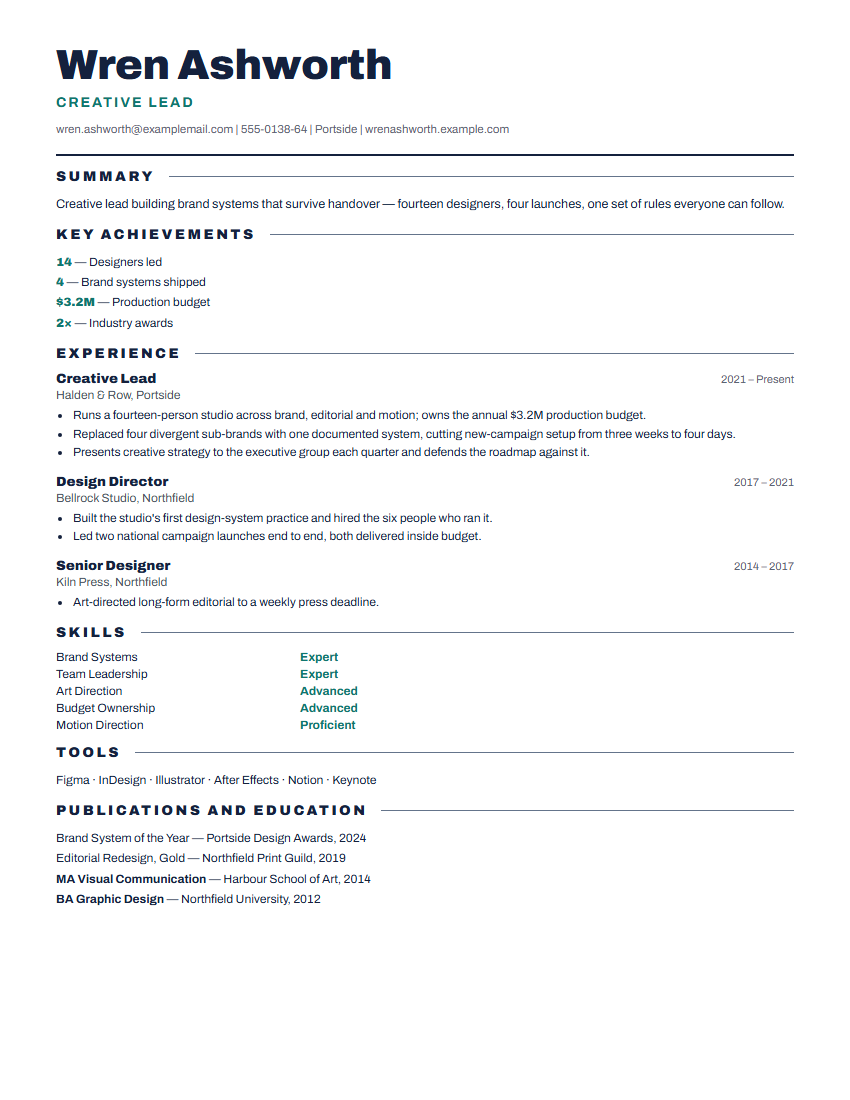 Wren Ashworth
CREATIVE LEAD
wren.ashworth@examplemail.com | 555-0138-64 | Portside | wrenashworth.example.com
SUMMARY
Creative lead building brand systems that survive handover — fourteen designers, four launches, one set of rules everyone can follow.
KEY ACHIEVEMENTS
14 — Designers led
4 — Brand systems shipped
$3.2M — Production budget
2× — Industry awards
EXPERIENCE
Creative Lead 2021 – Present
Halden & Row, Portside
• Runs a fourteen-person studio across brand, editorial and motion; owns the annual $3.2M production budget.
• Replaced four divergent sub-brands with one documented system, cutting new-campaign setup from three weeks to four days.
• Presents creative strategy to the executive group each quarter and defends the roadmap against it.
Design Director 2017 – 2021
Bellrock Studio, Northfield
• Built the studio's first design-system practice and hired the six people who ran it.
• Led two national campaign launches end to end, both delivered inside budget.
Senior Designer 2014 – 2017
Kiln Press, Northfield
• Art-directed long-form editorial to a weekly press deadline.
SKILLS
Brand Systems Expert
Team Leadership Expert
Art Direction Advanced
Budget Ownership Advanced
Motion Direction Proficient
TOOLS
Figma · InDesign · Illustrator · After Effects · Notion · Keynote
PUBLICATIONS AND EDUCATION
Brand System of the Year — Portside Design Awards, 2024
Editorial Redesign, Gold — Northfield Print Guild, 2019
MA Visual Communication — Harbour School of Art, 2014
BA Graphic Design — Northfield University, 2012